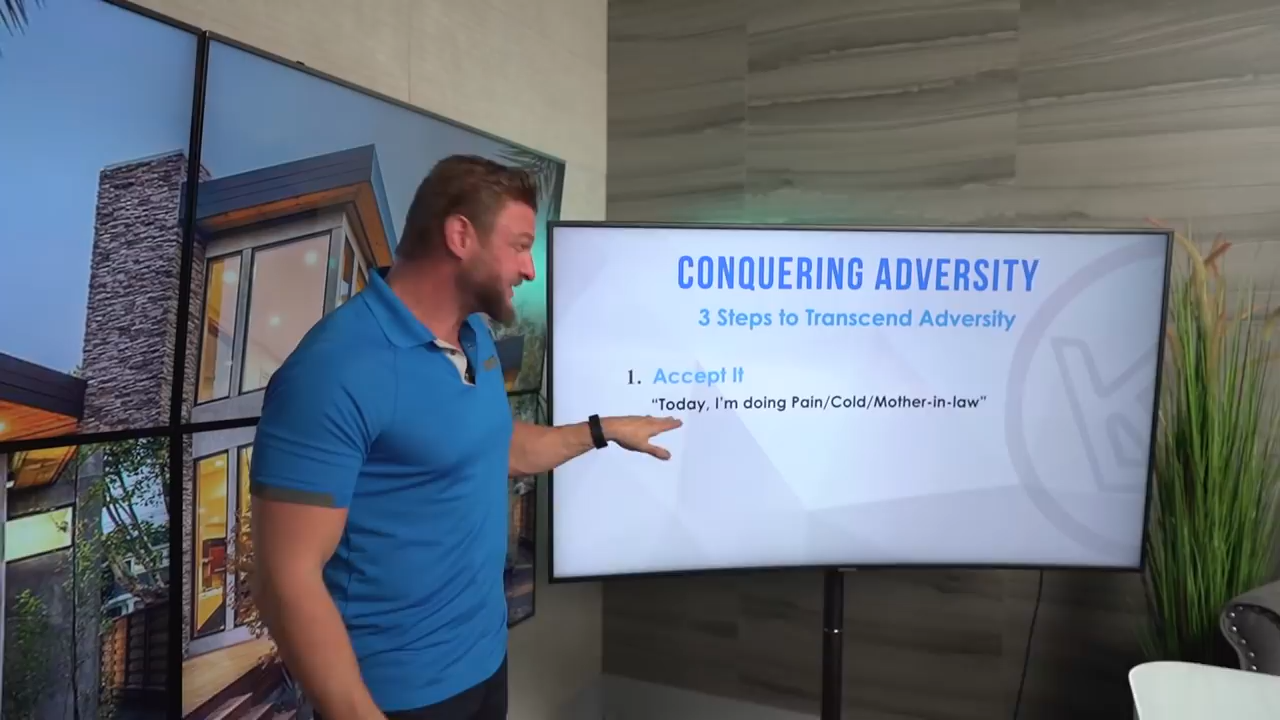 CONQUERING ADVERSITY
3 Steps to Transcend Adversity
1. Accept It
“Today, I'm doing Pain/Cold/Mother-in-law”